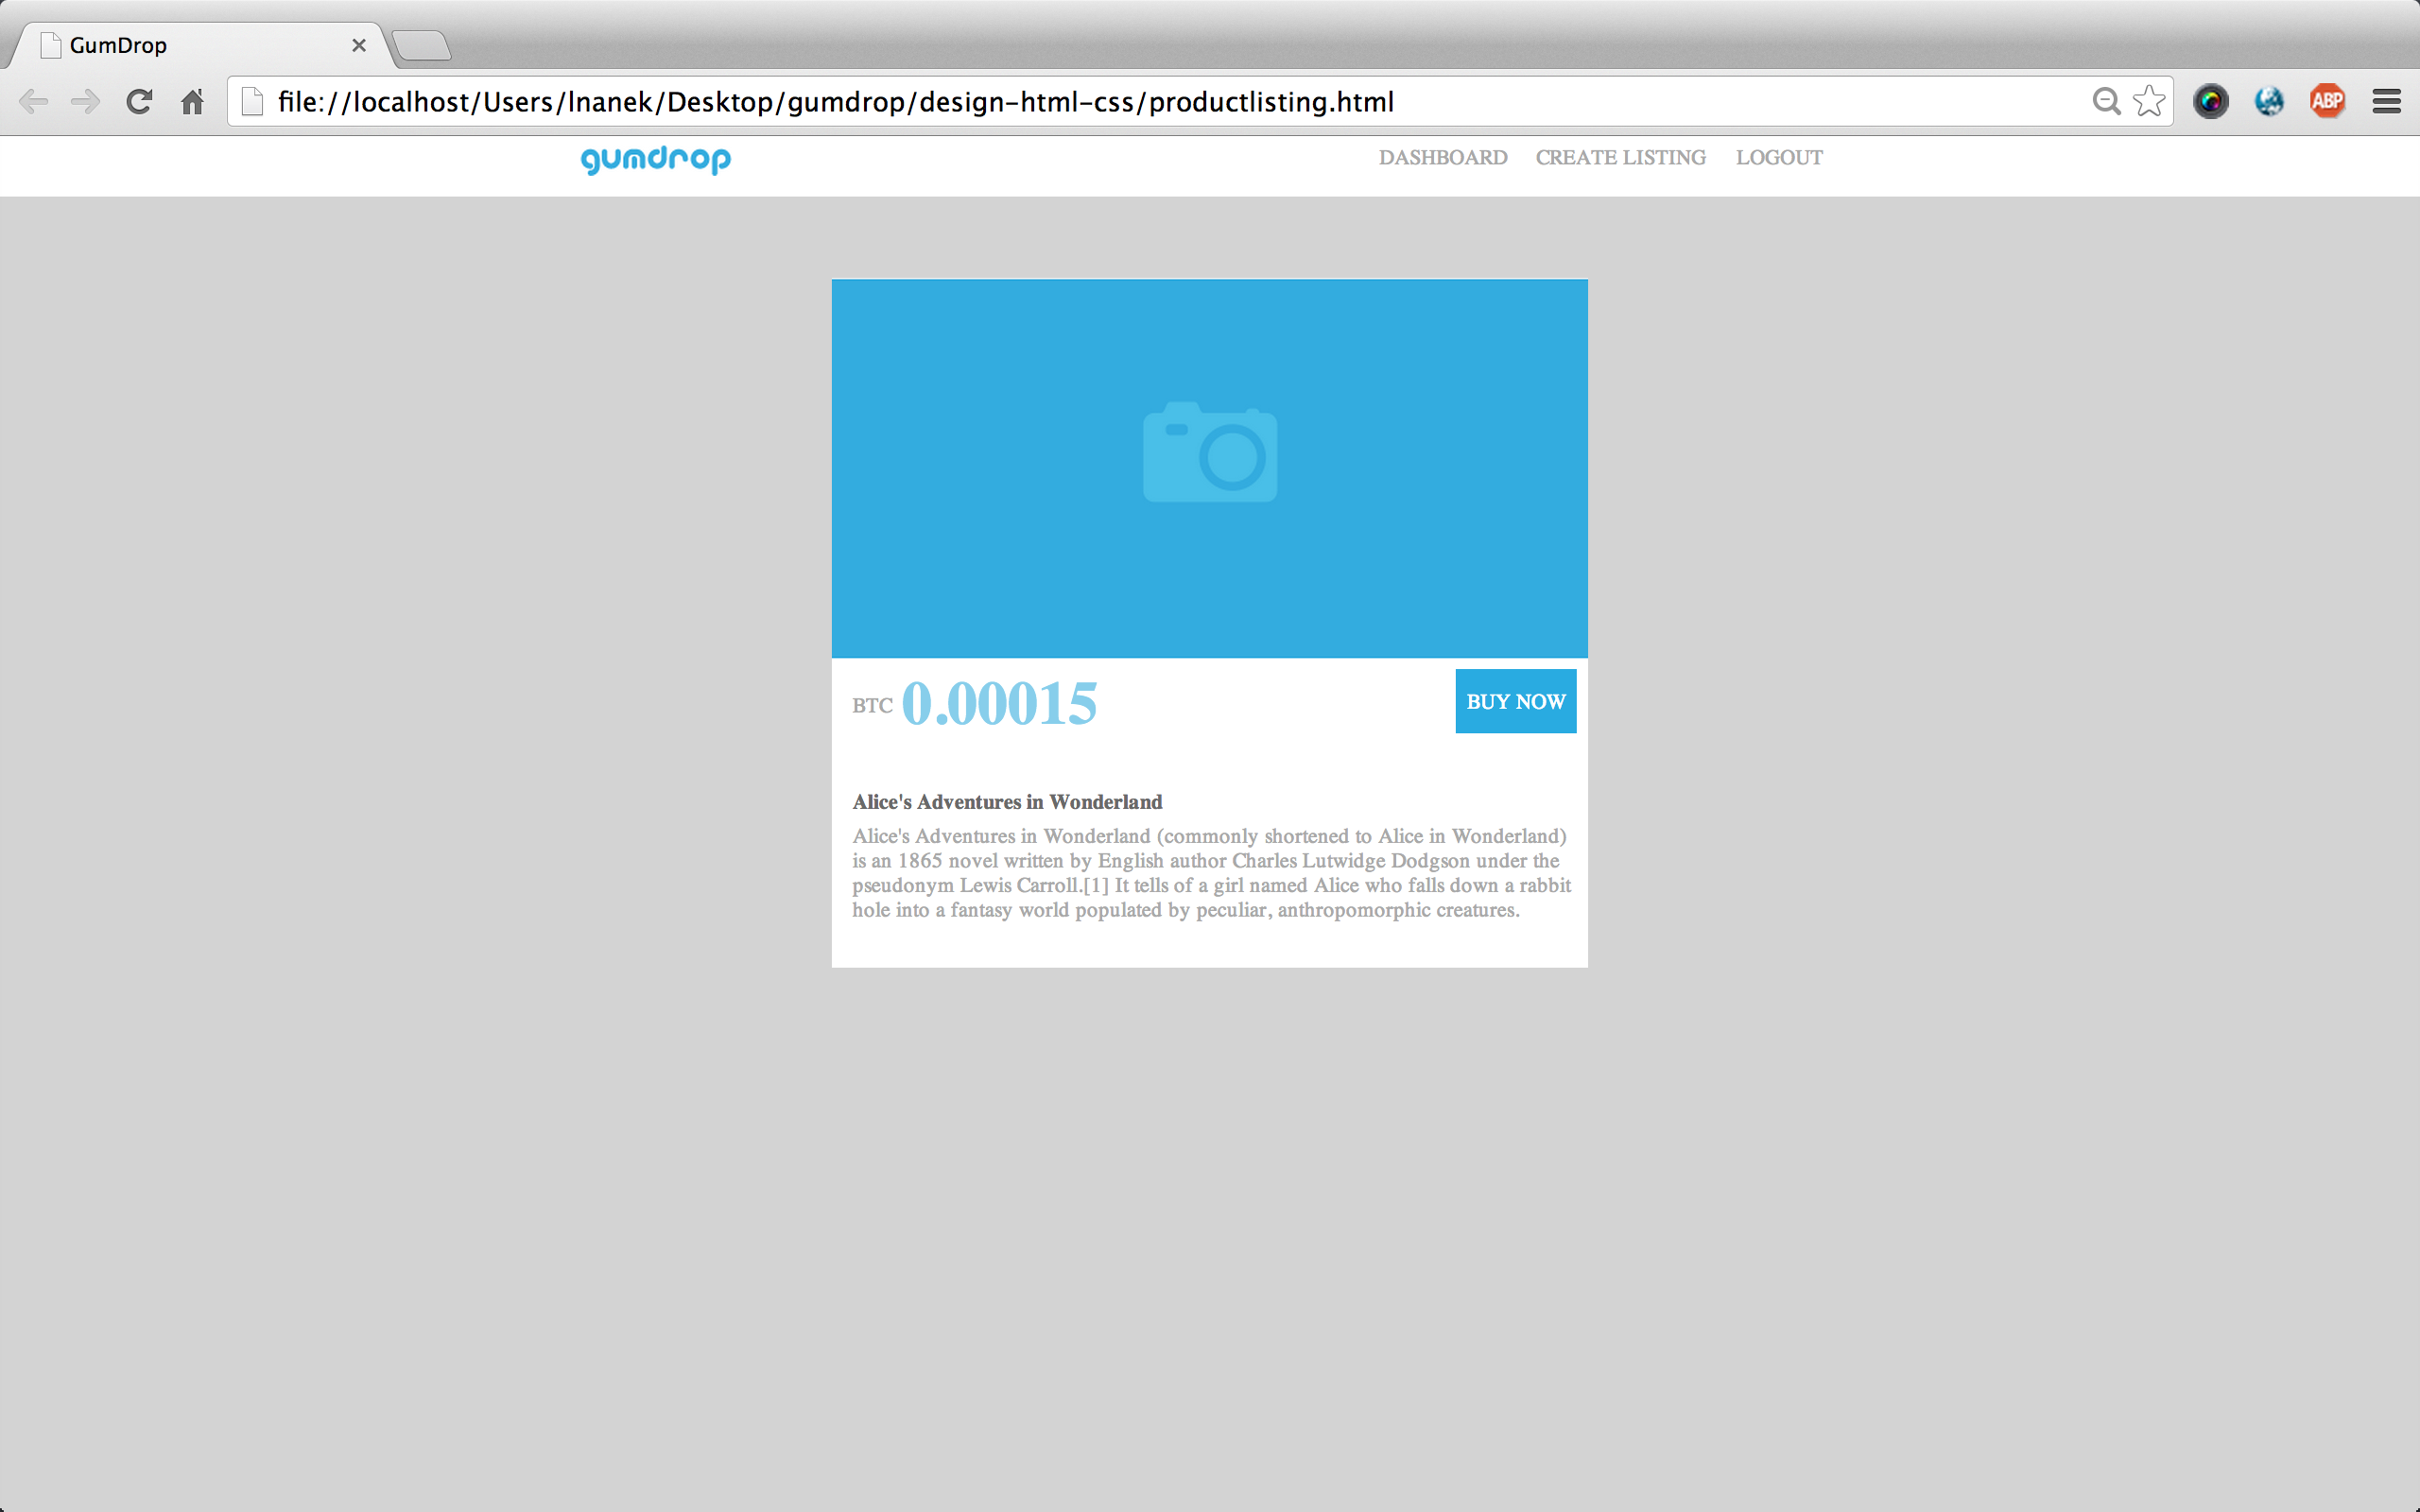 GumDrop
file://localhost/Users/lnanek/Desktop/gumdrop/design-html-css/productlisting.html
ABP
gumdrop
DASHBOARD CREATE LISTING LOGOUT
BTC 0.00015
BUY NOW
Alice's Adventures in Wonderland
Alice's Adventures in Wonderland (commonly shortened to Alice in Wonderland)
is an 1865 novel written by English author Charles Lutwidge Dodgson under the
pseudonym Lewis Carroll.[1] It tells of a girl named Alice who falls down a rabbit
hole into a fantasy world populated by peculiar, anthropomorphic creatures.